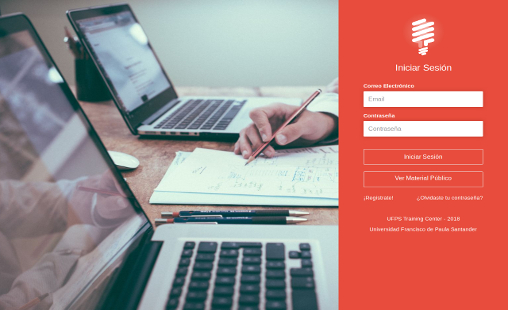 Iniciar Sesión
Correo Electrónico
Email
Contraseña
Contraseña
Iniciar Sesión
Ver Material Público
¡Regístrate! ¿Olvidaste tu contraseña?
UFPS Training Center - 2018
Universidad Francisco de Paula Santander